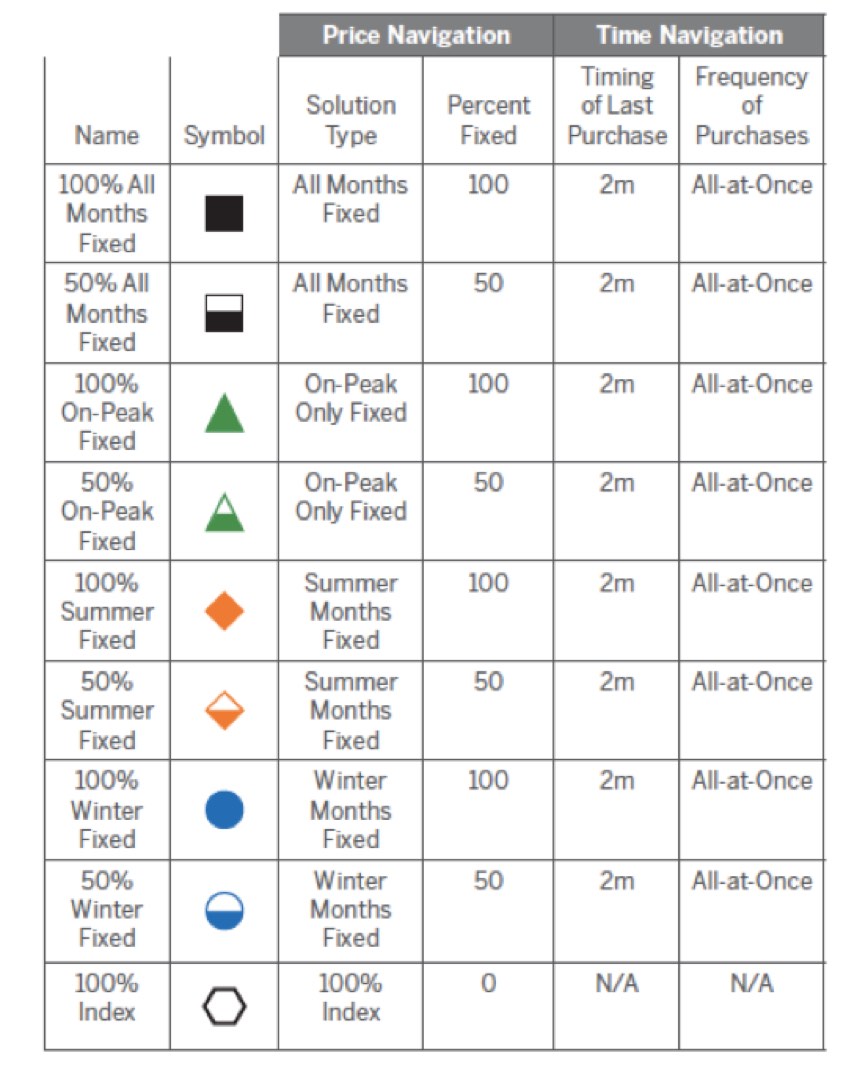 Price Navigation Time Navigation
Name Symbol Solution Type Percent Fixed Timing of Last Purchase Frequency of Purchases
100% All Months Fixed All Months Fixed 100 2m All-at-Once
50% All Months Fixed All Months Fixed 50 2m All-at-Once
100% On-Peak Fixed On-Peak Only Fixed 100 2m All-at-Once
50% On-Peak Fixed On-Peak Only Fixed 50 2m All-at-Once
100% Summer Fixed Summer Months Fixed 100 2m All-at-Once
50% Summer Fixed Summer Months Fixed 50 2m All-at-Once
100% Winter Fixed Winter Months Fixed 100 2m All-at-Once
50% Winter Fixed Winter Months Fixed 50 2m All-at-Once
100% Index 100% Index 0 N/A N/A